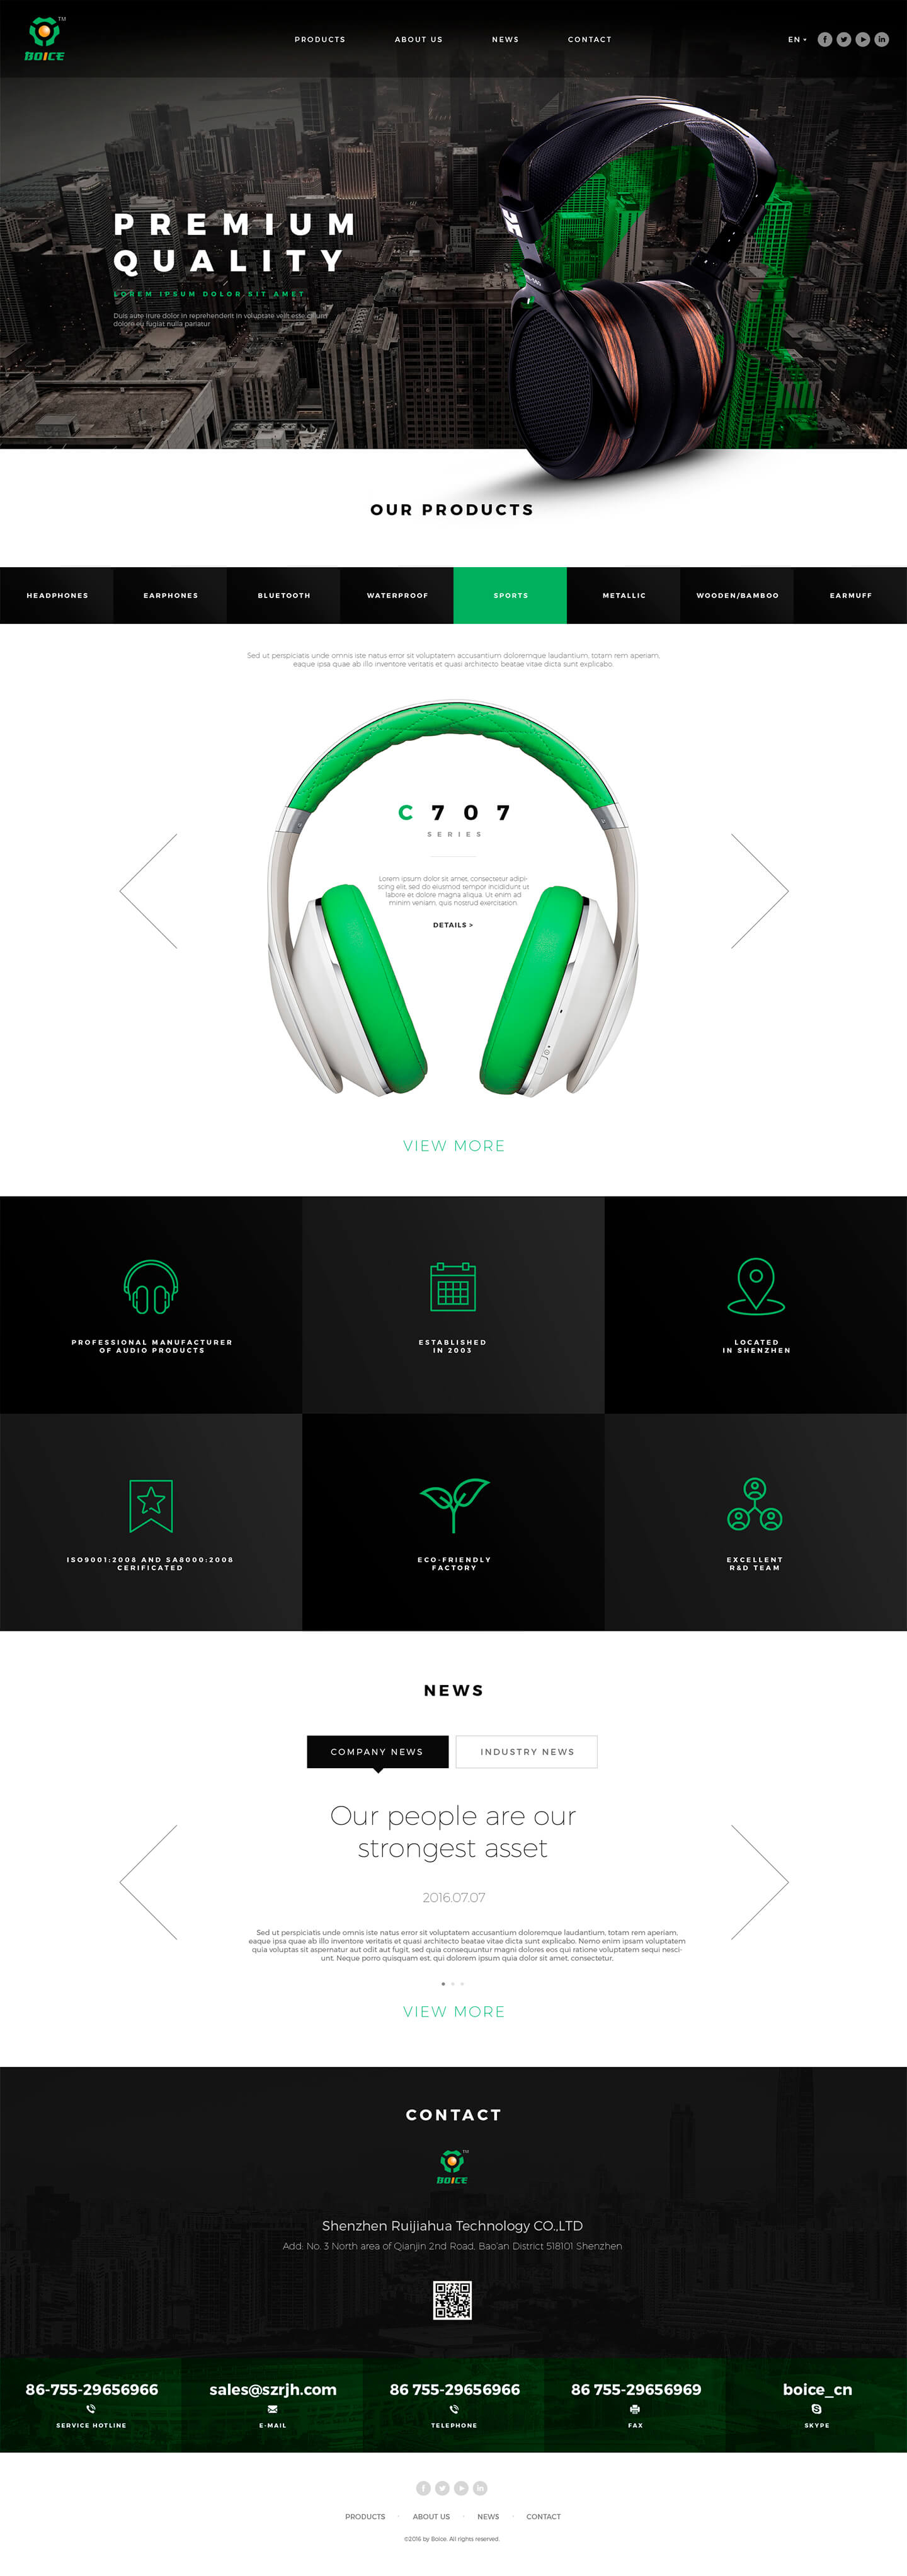 TM
BOICE
PRODUCTS
ABOUT US
NEWS
CONTACT
EN
PREMIUM
QUALITY
LOREM IPSUM DOLOR SIT AMET
Duis aute irure dolor in reprehenderit in voluptate velit esse cillum
dolore eu fugiat nulla pariatur
OUR PRODUCTS
HEADPHONES
EARPHONES
BLUETOOTH
WATERPROOF
SPORTS
METALLIC
WOODEN/BAMBOO
EARMUFF
Sed ut perspiciatis unde omnis iste natus error sit voluptatem accusantium doloremque laudantium, totam rem aperiam,
eaque ipsa quae ab illo inventore veritatis et quasi architecto beatae vitae dicta sunt explicabo.
C707
SERIES
Lorem ipsum dolor sit amet, consectetur adipi-
scing elit, sed do eiusmod tempor incididunt ut
labore et dolore magna aliqua. Ut enim ad
minim veniam, quis nostrud exercitation.
DETAILS >
VIEW MORE
PROFESSIONAL MANUFACTURER
OF AUDIO PRODUCTS
ESTABLISHED
IN 2003
LOCATED
IN SHENZHEN
ISO9001:2008 AND SA8000:2008
CERIFICATED
ECO-FRIENDLY
FACTORY
EXCELLENT
R&D TEAM
NEWS
COMPANY NEWS
INDUSTRY NEWS
Our people are our
strongest asset
2016.07.07
Sed ut perspiciatis unde omnis iste natus error sit voluptatem accusantium doloremque laudantium, totam rem aperiam,
eaque ipsa quae ab illo inventore veritatis et quasi architecto beatae vitae dicta sunt explicabo. Nemo enim ipsam voluptatem
quia voluptas sit aspernatur aut odit aut fugit, sed quia consequuntur magni dolores eos qui ratione voluptatem sequi nesci-
unt. Neque porro quisquam est, qui dolorem ipsum quia dolor sit amet, consectetur,
VIEW MORE
CONTACT
TM
BOICE
Shenzhen Ruijiahua Technology CO.,LTD
Add: No. 3 North area of Qianjin 2nd Road, Bao'an District 518101 Shenzhen
86-755-29656966
SERVICE HOTLINE
sales@szrjh.com
E-MAIL
86 755-29656966
TELEPHONE
86 755-29656969
FAX
boice_cn
SKYPE
PRODUCTS
ABOUT US
NEWS
CONTACT
©2016 by Boice. All rights reserved.